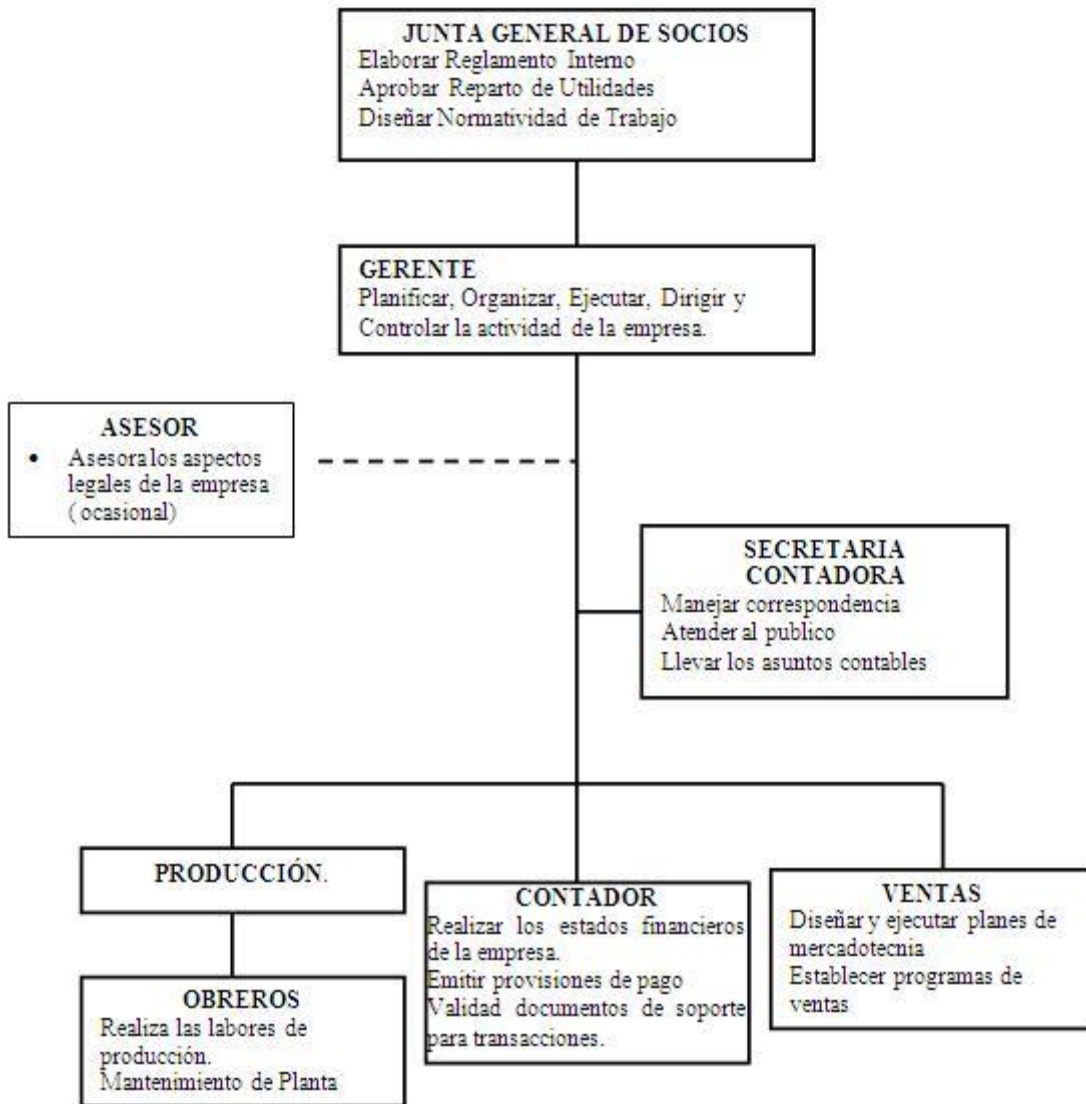 JUNTA GENERAL DE SOCIOS
Elaborar Reglamento Interno
Aprobar Reparto de Utilidades
Diseñar Normatividad de Trabajo
GERENTE
Planificar, Organizar, Ejecutar, Dirigir y
Controlar la actividad de la empresa.
ASESOR
• Asesora los aspectos
legales de la empresa
( ocasional)
SECRETARIA
CONTADORA
Manejar correspondencia
Atender al publico
Llevar los asuntos contables
PRODUCCIÓN.
OBREROS
Realiza las labores de
producción.
Mantenimiento de Planta
CONTADOR
Realizar los estados financieros
de la empresa.
Emitir provisiones de pago
Validad documentos de soporte
para transacciones.
VENTAS
Diseñar y ejecutar planes de
mercadotecnia
Establecer programas de
ventas